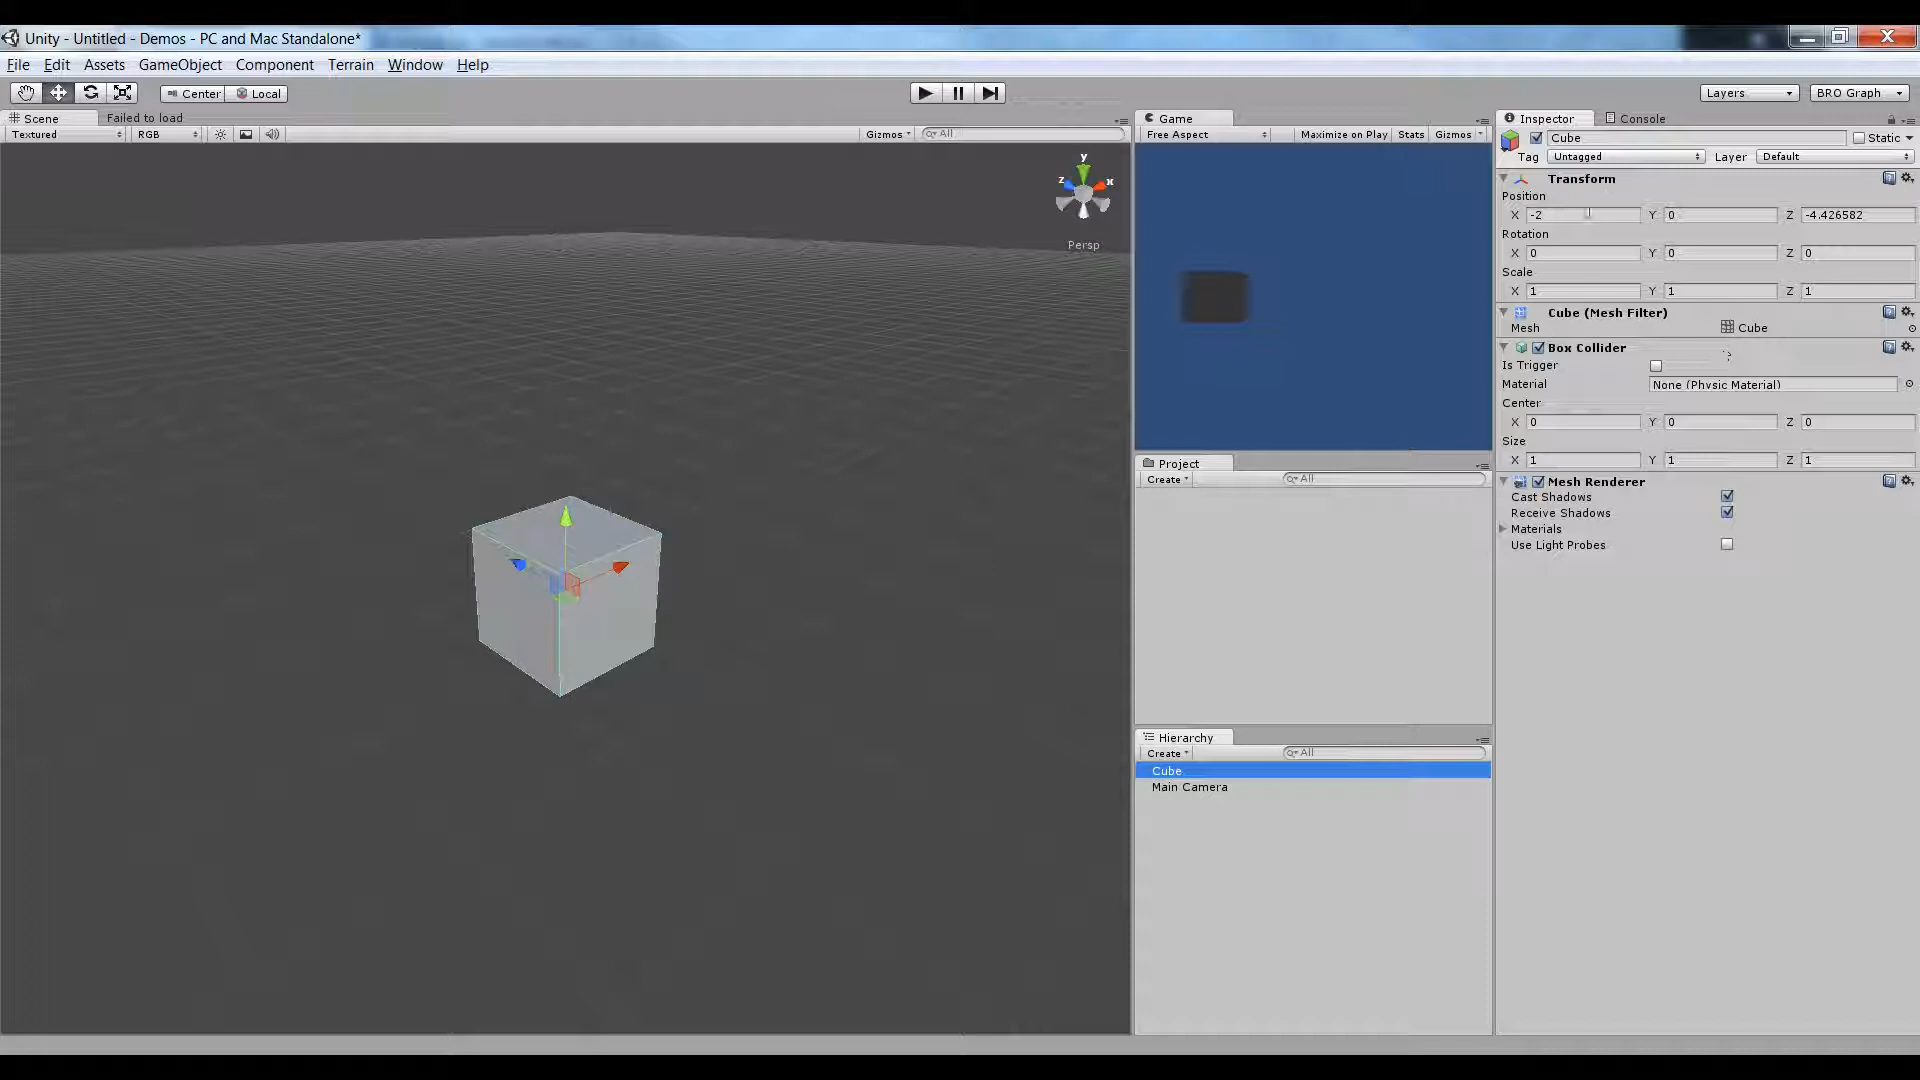 Unity - Untitled - Demos - PC and Mac Standalone*
File Edit Assets GameObject Component Terrain Window Help
Center Local Layers BRO Graph
Scene Failed to load
Textured RGB Gizmos All
y
z x
Persp
Game
Free Aspect Maximize on Play Stats Gizmos
Project
Create All
Hierarchy
Create All
Cube
Main Camera
Inspector Console
Cube Static
Tag Untagged Layer Default
Transform
Position
X -2 Y 0 Z -4.426582
Rotation
X 0 Y 0 Z 0
Scale
X 1 Y 1 Z 1
Cube (Mesh Filter)
Mesh Cube
Box Collider
Is Trigger
Material None (Physic Material)
Center
X 0 Y 0 Z 0
Size
X 1 Y 1 Z 1
Mesh Renderer
Cast Shadows
Receive Shadows
Materials
Use Light Probes